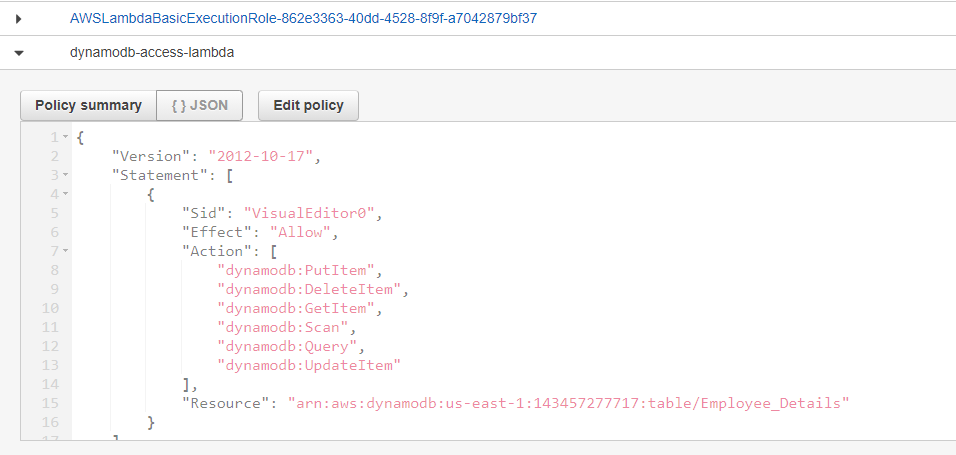 AWSLambdaBasicExecutionRole-862e3363-40dd-4528-8f9f-a7042879bf37
dynamodb-access-lambda
Policy summary { } JSON Edit policy
1 {
2 "Version": "2012-10-17",
3 "Statement": [
4 {
5 "Sid": "VisualEditor0",
6 "Effect": "Allow",
7 "Action": [
8 "dynamodb:PutItem",
9 "dynamodb:DeleteItem",
10 "dynamodb:GetItem",
11 "dynamodb:Scan",
12 "dynamodb:Query",
13 "dynamodb:UpdateItem"
14 ],
15 "Resource": "arn:aws:dynamodb:us-east-1:143457277717:table/Employee_Details"
16 }
17 ]